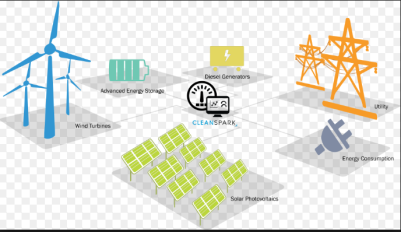 Advanced Energy Storage
Diesel Generators
Utility
CLEANSPARK
Wind Turbines
Energy Consumption
Solar Photovoltaics